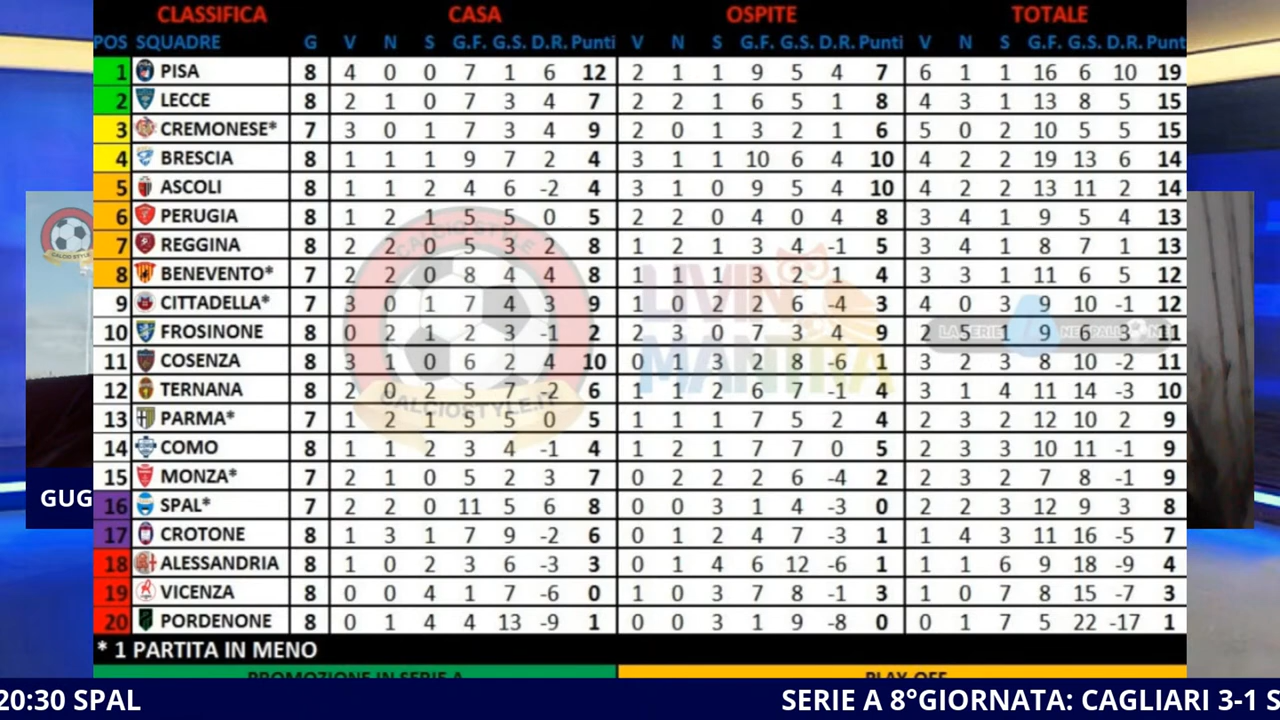 CLASSIFICA CASA OSPITE TOTALE
POS SQUADRE G V N S G.F. G.S. D.R. Punti V N S G.F. G.S. D.R. Punti V N S G.F. G.S. D.R. Punt
1 PISA 8 4 0 0 7 1 6 12 2 1 1 9 5 4 7 6 1 1 16 6 10 19
2 LECCE 8 2 1 0 7 3 4 7 2 2 1 6 5 1 8 4 3 1 13 8 5 15
3 CREMONESE* 7 3 0 1 7 3 4 9 2 0 1 3 2 1 6 5 0 2 10 5 5 15
4 BRESCIA 8 1 1 1 9 7 2 4 3 1 1 10 6 4 10 4 2 2 19 13 6 14
5 ASCOLI 8 1 1 2 4 6 -2 4 3 1 0 9 5 4 10 4 2 2 13 11 2 14
6 PERUGIA 8 1 2 1 5 5 0 5 2 2 0 4 0 4 8 3 4 1 9 5 4 13
7 REGGINA 8 2 2 0 5 3 2 8 1 2 1 3 4 -1 5 3 4 1 8 7 1 13
8 BENEVENTO* 7 2 2 0 8 4 4 8 1 1 1 3 2 1 4 3 3 1 11 6 5 12
9 CITTADELLA* 7 3 0 1 7 4 3 9 1 0 2 2 6 -4 3 4 0 3 9 10 -1 12
10 FROSINONE 8 0 2 1 2 3 -1 2 2 3 0 7 3 4 9 2 5 1 9 6 3 11
11 COSENZA 8 3 1 0 6 2 4 10 0 1 3 2 8 -6 1 3 2 3 8 10 -2 11
12 TERNANA 8 2 0 2 5 7 -2 6 1 1 2 6 7 -1 4 3 1 4 11 14 -3 10
13 PARMA* 7 1 2 1 5 5 0 5 1 1 1 7 5 2 4 2 3 2 12 10 2 9
14 COMO 8 1 1 2 3 4 -1 4 1 2 1 7 7 0 5 2 3 3 10 11 -1 9
15 MONZA* 7 2 1 0 5 2 3 7 0 2 2 2 6 -4 2 2 3 2 7 8 -1 9
16 SPAL* 7 2 2 0 11 5 6 8 0 0 3 1 4 -3 0 2 2 3 12 9 3 8
17 CROTONE 8 1 3 1 7 9 -2 6 0 1 2 4 7 -3 1 1 4 3 11 16 -5 7
18 ALESSANDRIA 8 1 0 2 3 6 -3 3 0 1 4 6 12 -6 1 1 1 6 9 18 -9 4
19 VICENZA 8 0 0 4 1 7 -6 0 1 0 3 7 8 -1 3 1 0 7 8 15 -7 3
20 PORDENONE 8 0 1 4 4 13 -9 1 0 0 3 1 9 -8 0 0 1 7 5 22 -17 1
* 1 PARTITA IN MENO
PROMOZIONE IN SERIE A PLAY OFF
CALCIO STYLE
CALCIOSTYLE.IT
LIVIN
MANTRA
LA SERIE NEL PALLONE
CALCIO STYLE
GUG
20:30 SPAL SERIE A 8°GIORNATA: CAGLIARI 3-1 S